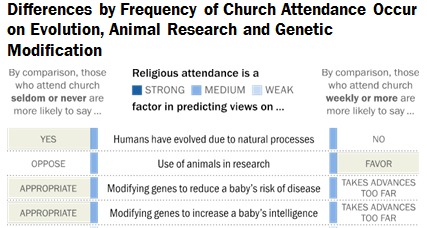 Differences by Frequency of Church Attendance Occur
on Evolution, Animal Research and Genetic
Modification
By comparison, those
who attend church
seldom or never are
more likely to say ...
Religious attendance is a
STRONG MEDIUM WEAK
factor in predicting views on ...
By comparison, those
who attend church
weekly or more are
more likely to say ...
YES Humans have evolved due to natural processes NO
OPPOSE Use of animals in research FAVOR
APPROPRIATE Modifying genes to reduce a baby's risk of disease TAKES ADVANCES
TOO FAR
APPROPRIATE Modifying genes to increase a baby's intelligence TAKES ADVANCES
TOO FAR